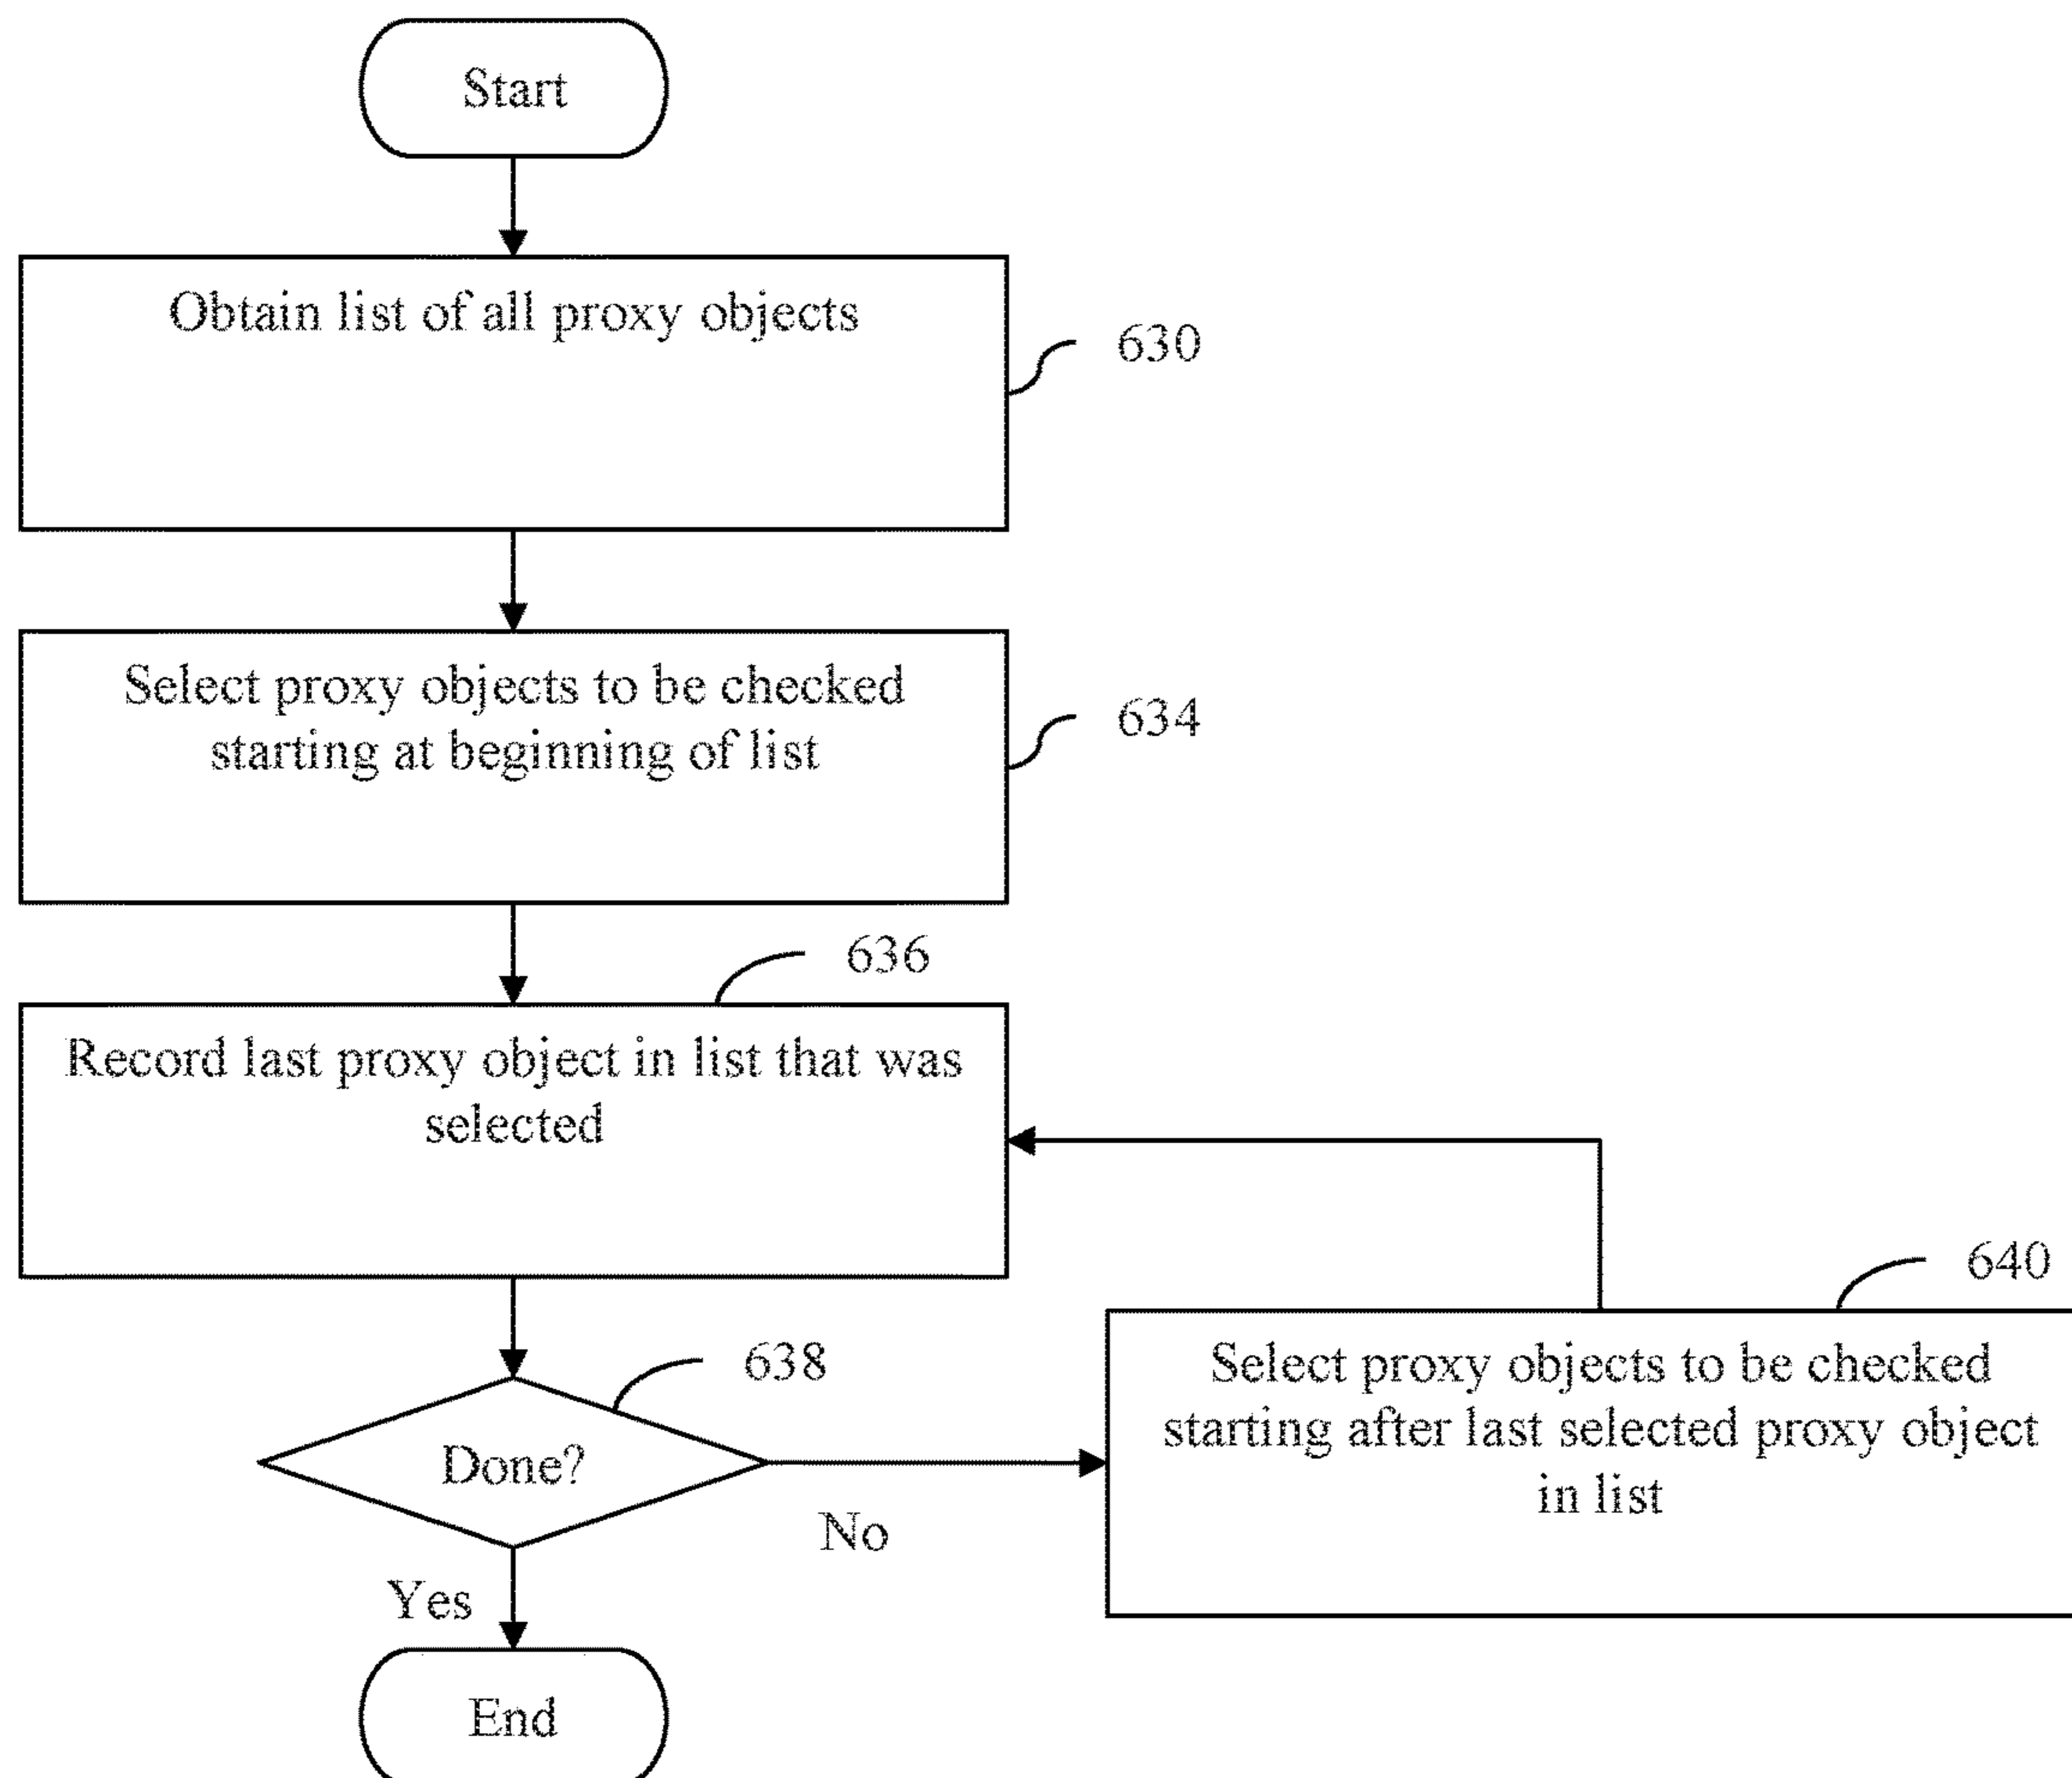 Start
Obtain list of all proxy objects
630
Select proxy objects to be checked
starting at beginning of list
634
636
Record last proxy object in list that was
selected
638
Done?
No
Yes
640
Select proxy objects to be checked
starting after last selected proxy object
in list
End